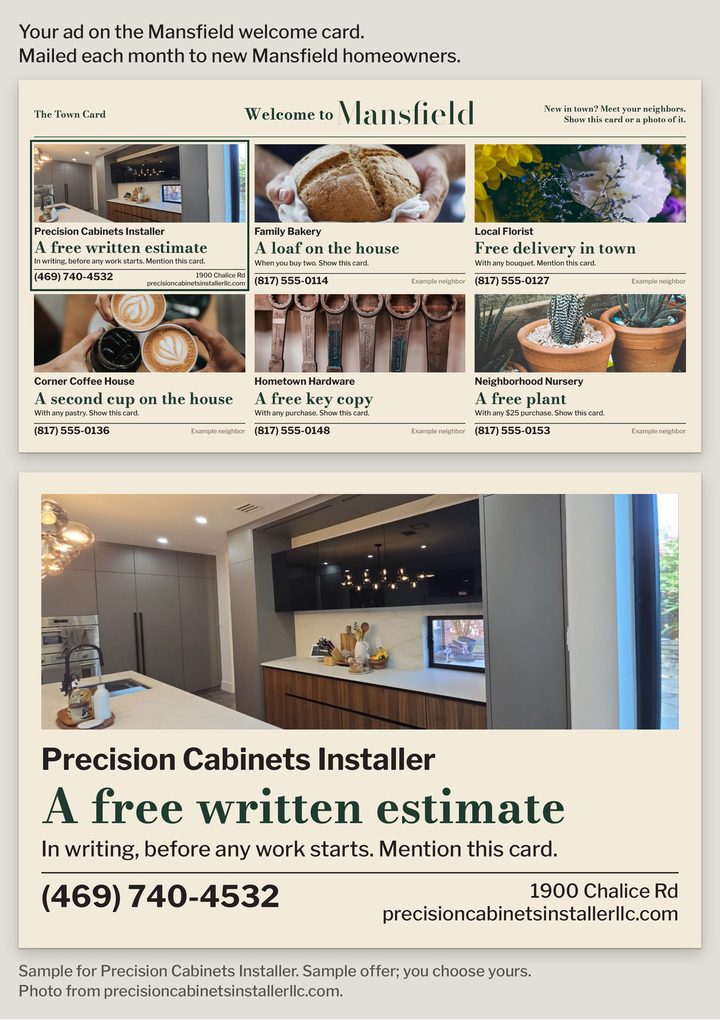 Your ad on the Mansfield welcome card.
Mailed each month to new Mansfield homeowners.
The Town Card
Welcome to Mansfield
New in town? Meet your neighbors.
Show this card or a photo of it.
Precision Cabinets Installer
A free written estimate
In writing, before any work starts. Mention this card.
(469) 740-4532
1900 Chalice Rd
precisioncabinetsinstallerllc.com
Family Bakery
A loaf on the house
When you buy two. Show this card.
(817) 555-0114
Example neighbor
Local Florist
Free delivery in town
With any bouquet. Mention this card.
(817) 555-0127
Example neighbor
Corner Coffee House
A second cup on the house
With any pastry. Show this card.
(817) 555-0136
Example neighbor
Hometown Hardware
A free key copy
With any purchase. Show this card.
(817) 555-0148
Example neighbor
Neighborhood Nursery
A free plant
With any $25 purchase. Show this card.
(817) 555-0153
Example neighbor
Precision Cabinets Installer
A free written estimate
In writing, before any work starts. Mention this card.
(469) 740-4532
1900 Chalice Rd
precisioncabinetsinstallerllc.com
Sample for Precision Cabinets Installer. Sample offer; you choose yours.
Photo from precisioncabinetsinstallerllc.com.